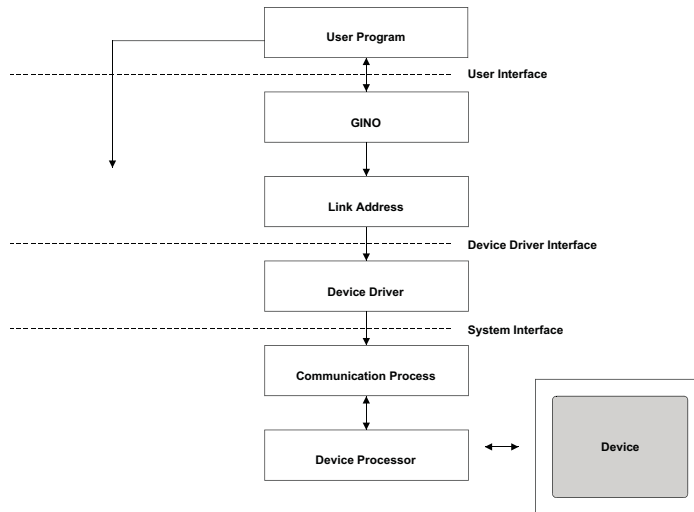 User Program
User Interface
GINO
Link Address
Device Driver Interface
Device Driver
System Interface
Communication Process
Device Processor
Device